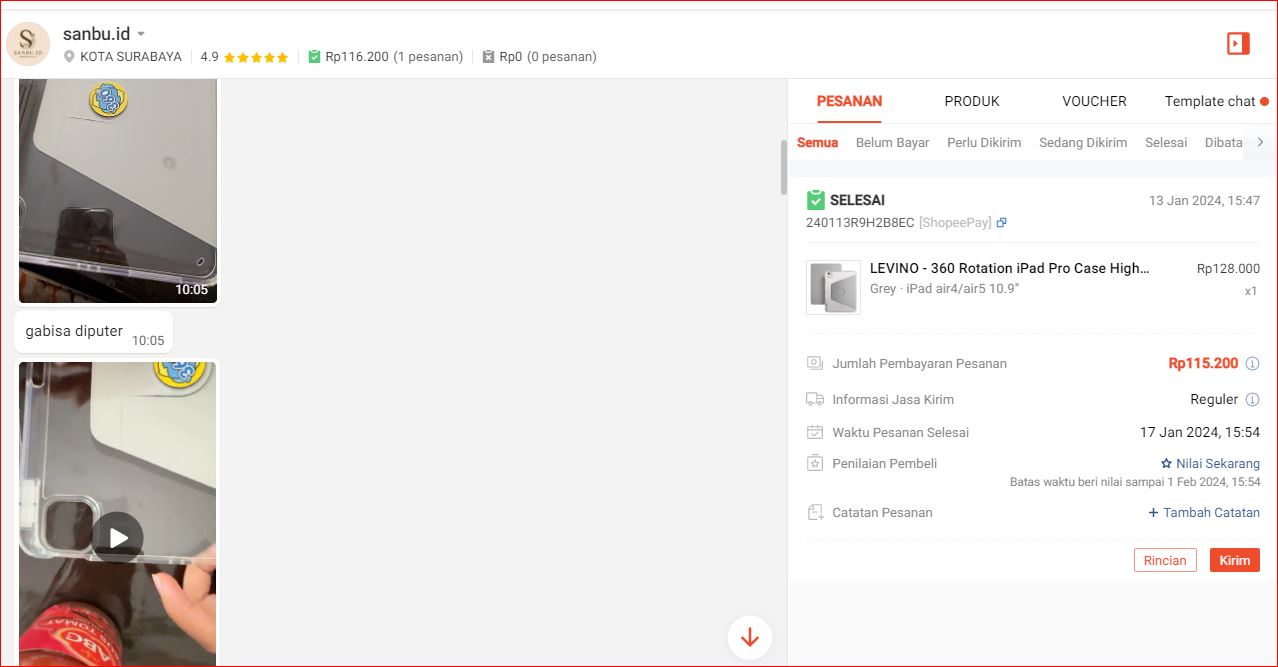 sanbu.id
KOTA SURABAYA 4.9 Rp116.200 (1 pesanan) Rp0 (0 pesanan)
10:05
gabisa diputer 10:05
ABC
PESANAN PRODUK VOUCHER Template chat
Semua Belum Bayar Perlu Dikirim Sedang Dikirim Selesai Dibata
SELESAI 13 Jan 2024, 15:47
240113R9H2B8EC [ShopeePay]
LEVINO - 360 Rotation iPad Pro Case High... Rp128.000
Grey · iPad air4/air5 10.9" x1
Jumlah Pembayaran Pesanan Rp115.200
Informasi Jasa Kirim Reguler
Waktu Pesanan Selesai 17 Jan 2024, 15:54
Penilaian Pembeli Nilai Sekarang
Batas waktu beri nilai sampai 1 Feb 2024, 15:54
Catatan Pesanan + Tambah Catatan
Rincian Kirim